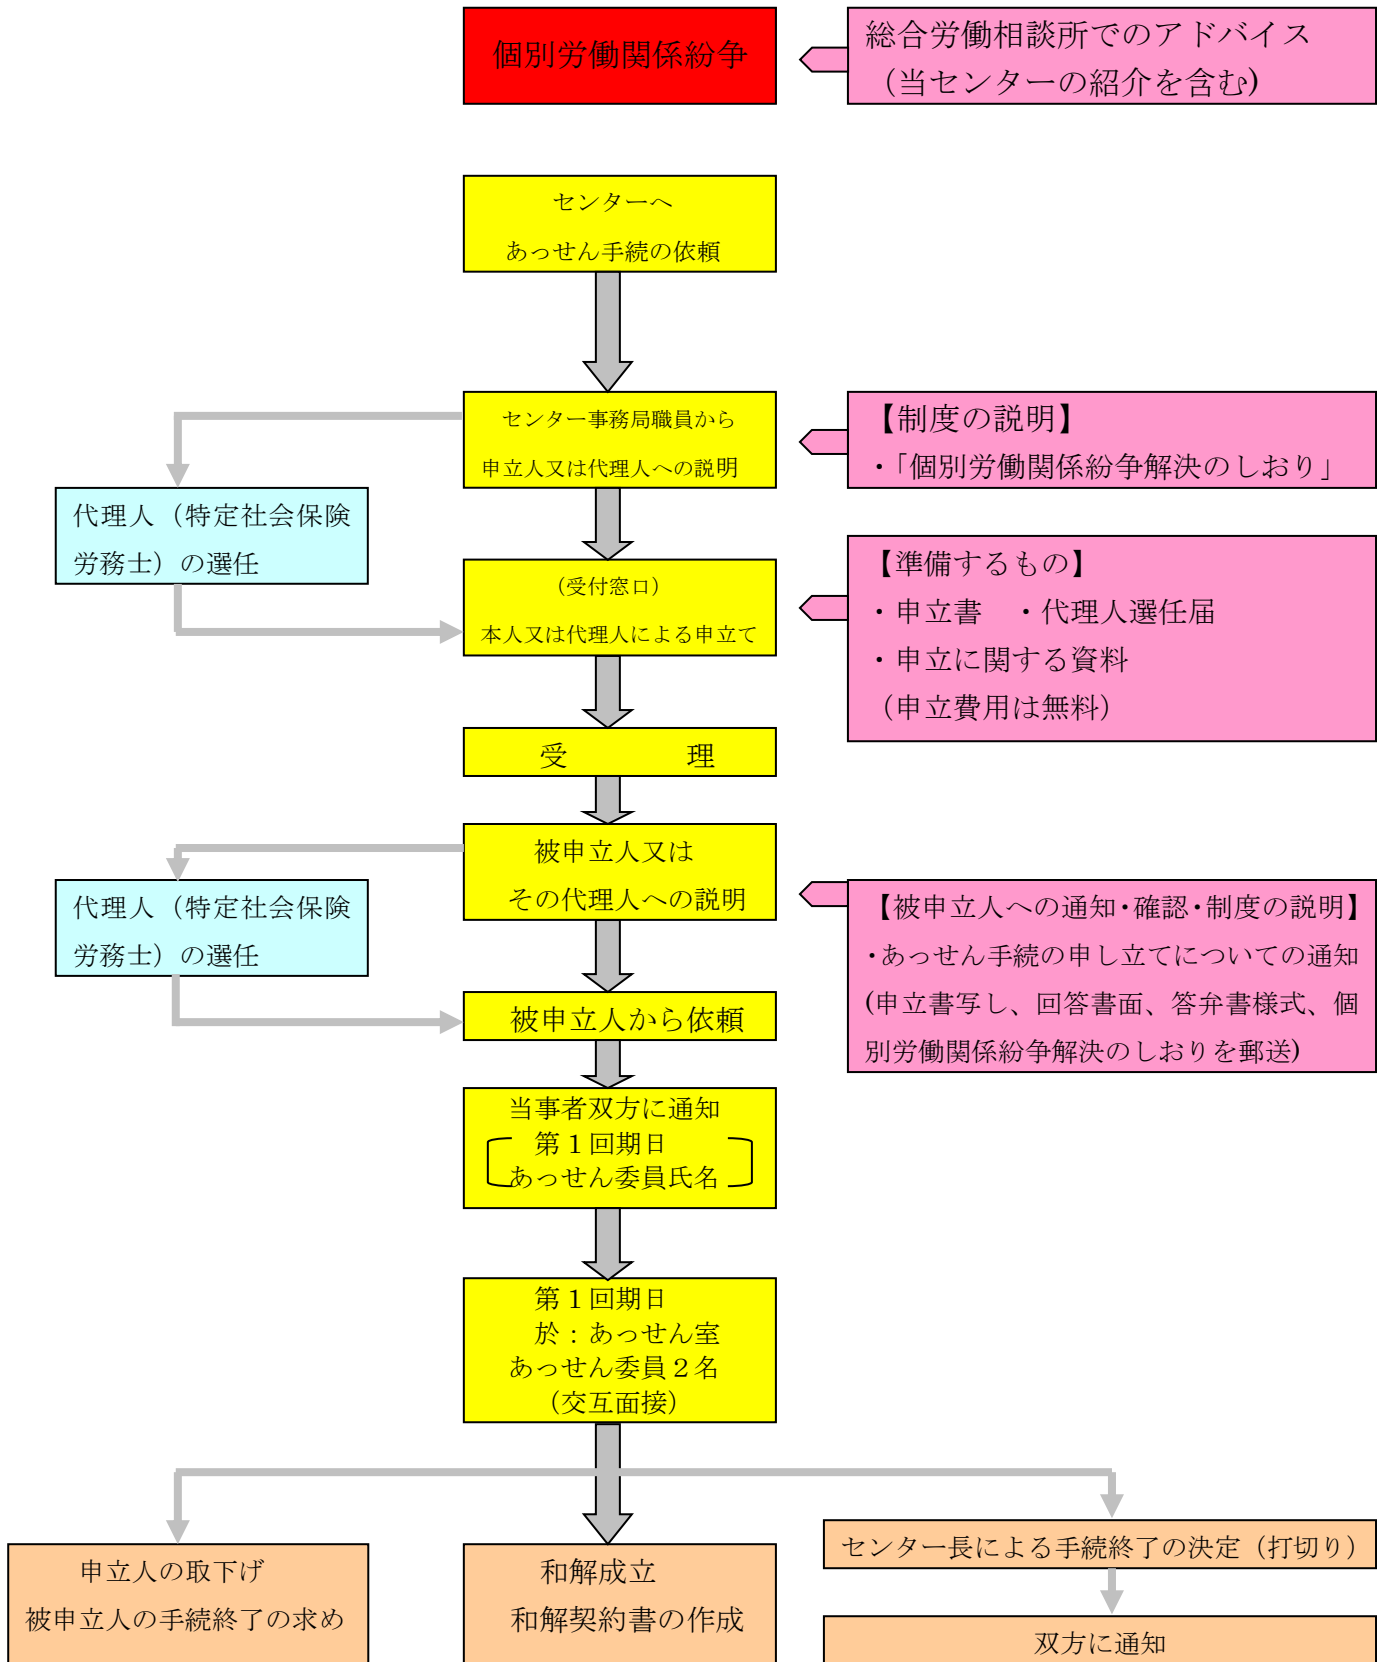 個別労働関係紛争
総合労働相談所でのアドバイス
（当センターの紹介を含む)
センターへ
あっせん手続の依頼
センター事務局職員から
申立人又は代理人への説明
【制度の説明】
・「個別労働関係紛争解決のしおり」
代理人（特定社会保険
労務士）の選任
（受付窓口）
本人又は代理人による申立て
【準備するもの】
・申立書　・代理人選任届
・申立に関する資料
（申立費用は無料）
受　　　　理
被申立人又は
その代理人への説明
代理人（特定社会保険
労務士）の選任
【被申立人への通知・確認・制度の説明】
・あっせん手続の申し立てについての通知
(申立書写し、回答書面、答弁書様式、個
別労働関係紛争解決のしおりを郵送)
被申立人から依頼
当事者双方に通知
第１回期日
あっせん委員氏名
第１回期日
於：あっせん室
あっせん委員２名
（交互面接）
申立人の取下げ
被申立人の手続終了の求め
和解成立
和解契約書の作成
センター長による手続終了の決定（打切り）
双方に通知